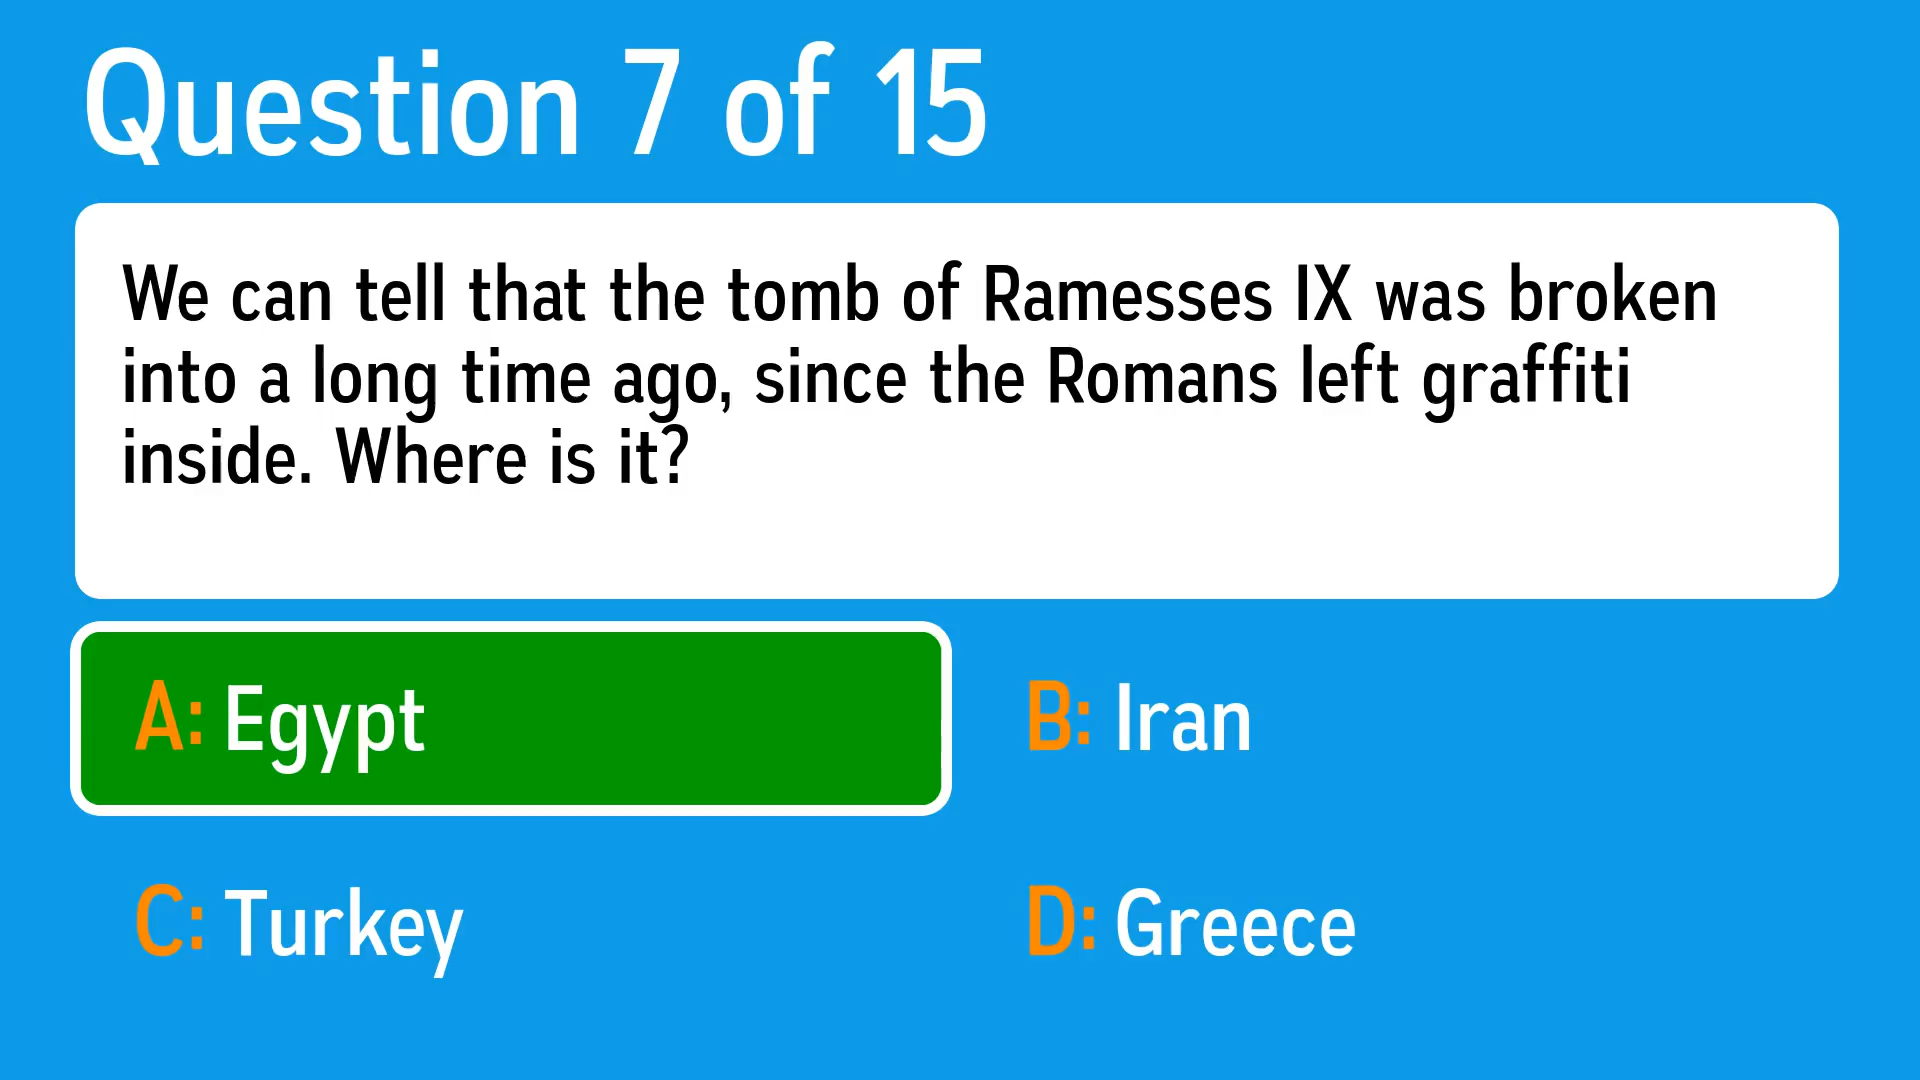 Question 7 of 15
We can tell that the tomb of Ramesses IX was broken
into a long time ago, since the Romans left graffiti
inside. Where is it?
A: Egypt
B: Iran
C: Turkey
D: Greece